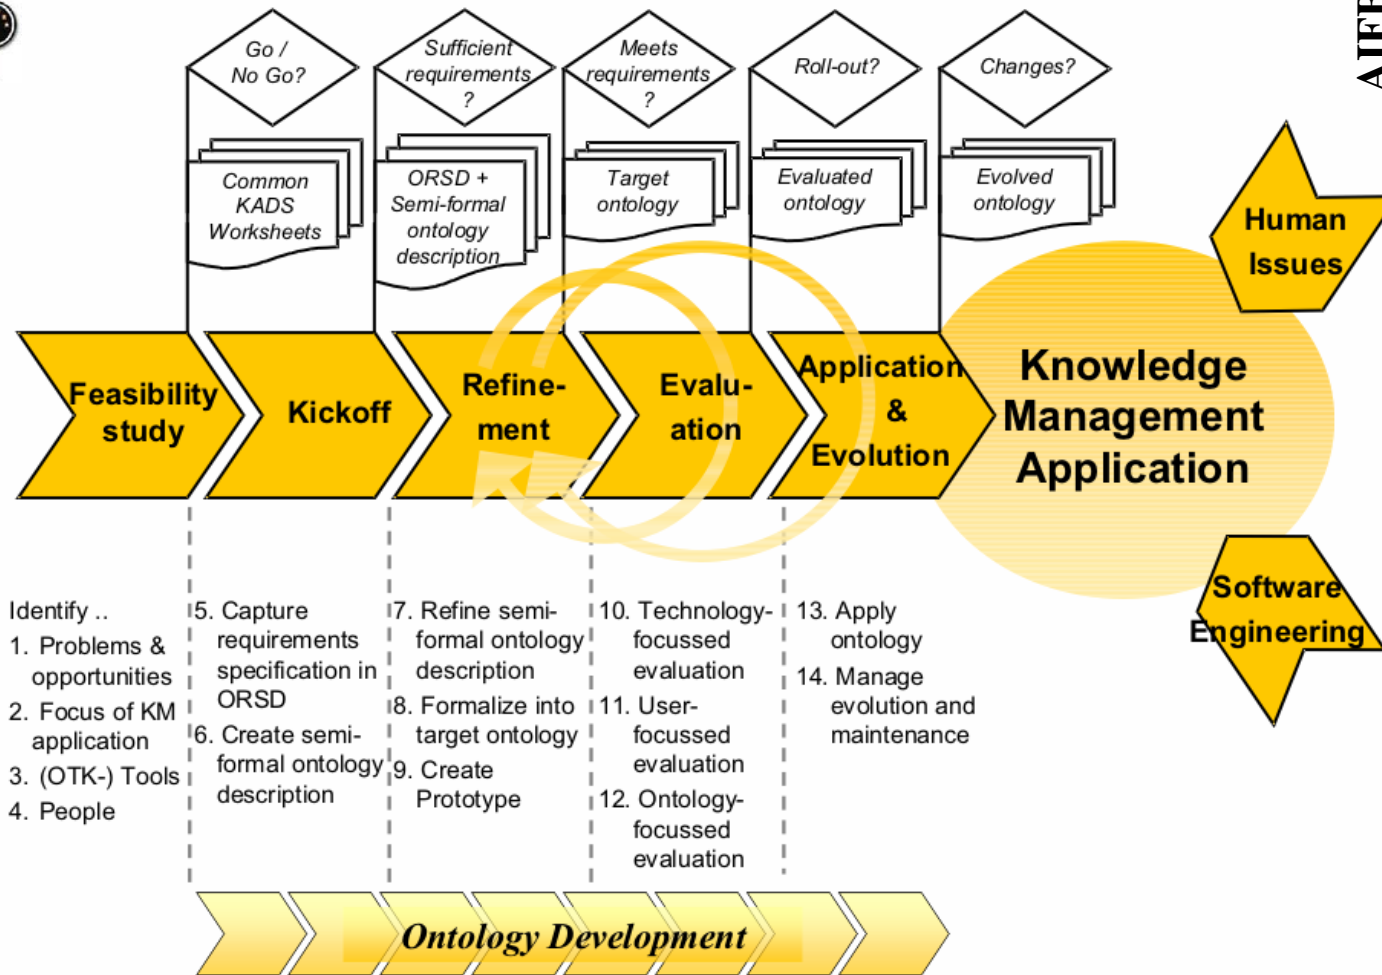 Go /
No Go?
Sufficient
requirements
?
Meets
requirements
?
Roll-out?
Changes?
Common
KADS
Worksheets
ORSD +
Semi-formal
ontology
description
Target
ontology
Evaluated
ontology
Evolved
ontology
Human
Issues
Feasibility
study
Kickoff
Refine-
ment
Evalu-
ation
Application
&
Evolution
Knowledge
Management
Application
Software
Engineering
Identify ..
1. Problems &
opportunities
2. Focus of KM
application
3. (OTK-) Tools
4. People
5. Capture
requirements
specification in
ORSD
6. Create semi-
formal ontology
description
7. Refine semi-
formal ontology
description
8. Formalize into
target ontology
9. Create
Prototype
10. Technology-
focussed
evaluation
11. User-
focussed
evaluation
12. Ontology-
focussed
evaluation
13. Apply
ontology
14. Manage
evolution and
maintenance
Ontology Development